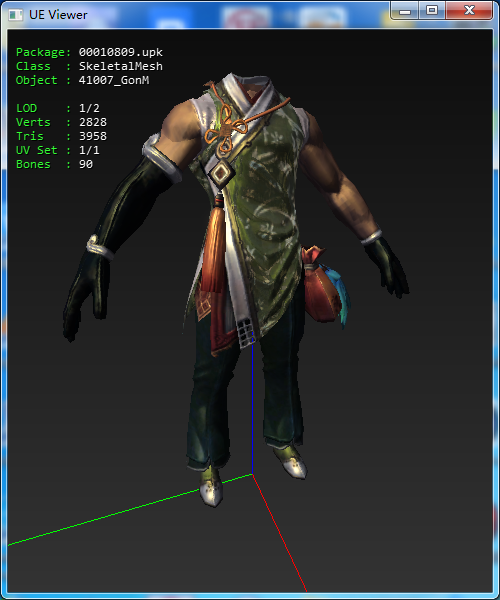 UE Viewer
Package: 00010809.upk
Class : SkeletalMesh
Object : 41007_GonM
LOD : 1/2
Verts : 2828
Tris : 3958
UV Set : 1/1
Bones : 90